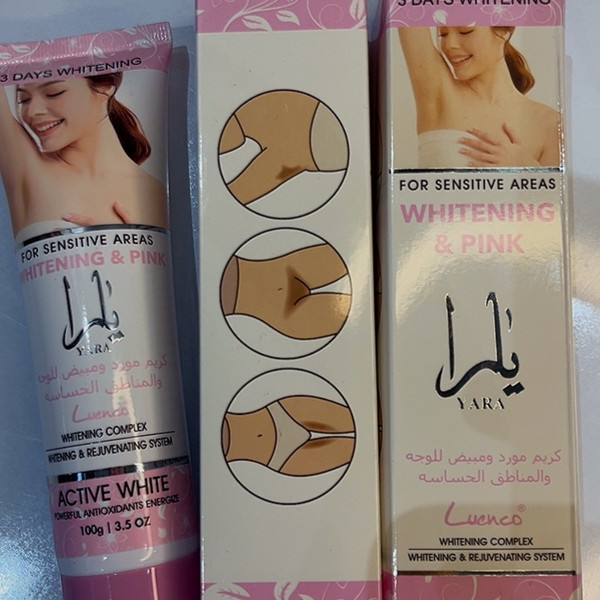 3 DAYS WHITENING
FOR SENSITIVE AREAS
WHITENING & PINK
يارا
YARA
كريم مورد ومبيض للوجه
والمناطق الحساسه
Luenco
WHITENING COMPLEX
WHITENING & REJUVENATING SYSTEM
ACTIVE WHITE
POWERFUL ANTIOXIDANTS ENERGIZE
100g | 3.5 OZ
3 DAYS WHITENING
FOR SENSITIVE AREAS
WHITENING
& PINK
يارا
YARA
كريم مورد ومبيض للوجه
والمناطق الحساسه
Luenco®
WHITENING COMPLEX
WHITENING & REJUVENATING SYSTEM